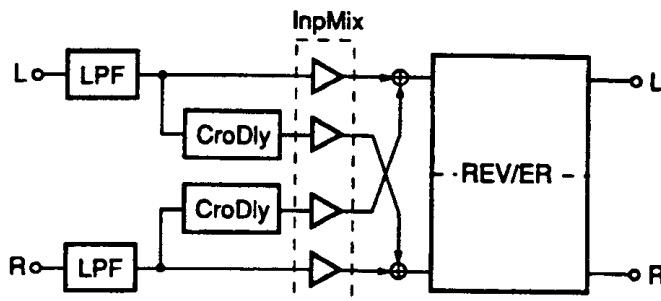 InpMix
L LPF L
CroDly
REV/ER
CroDly
R LPF R